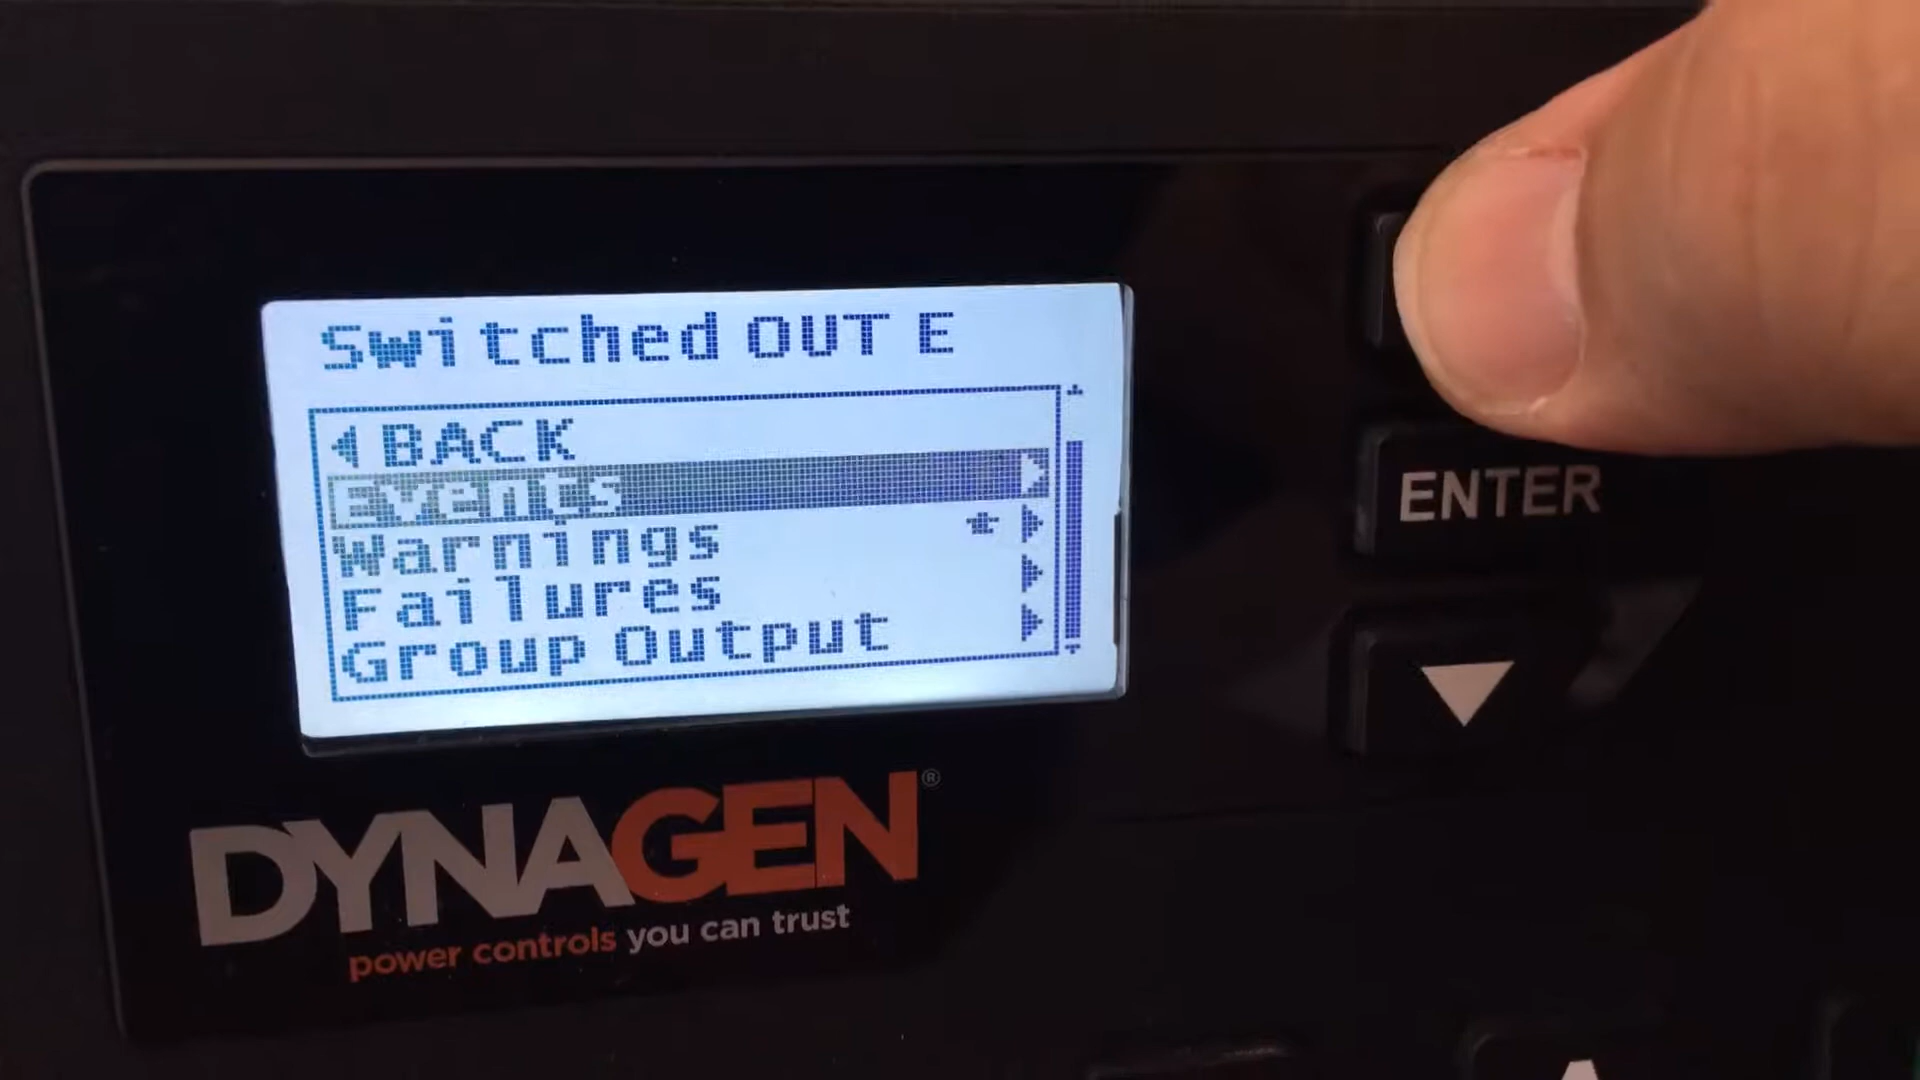 Switched OUT E
BACK
Events
Warnings *
Failures
Group Output
ENTER
DYNAGEN®
power controls you can trust